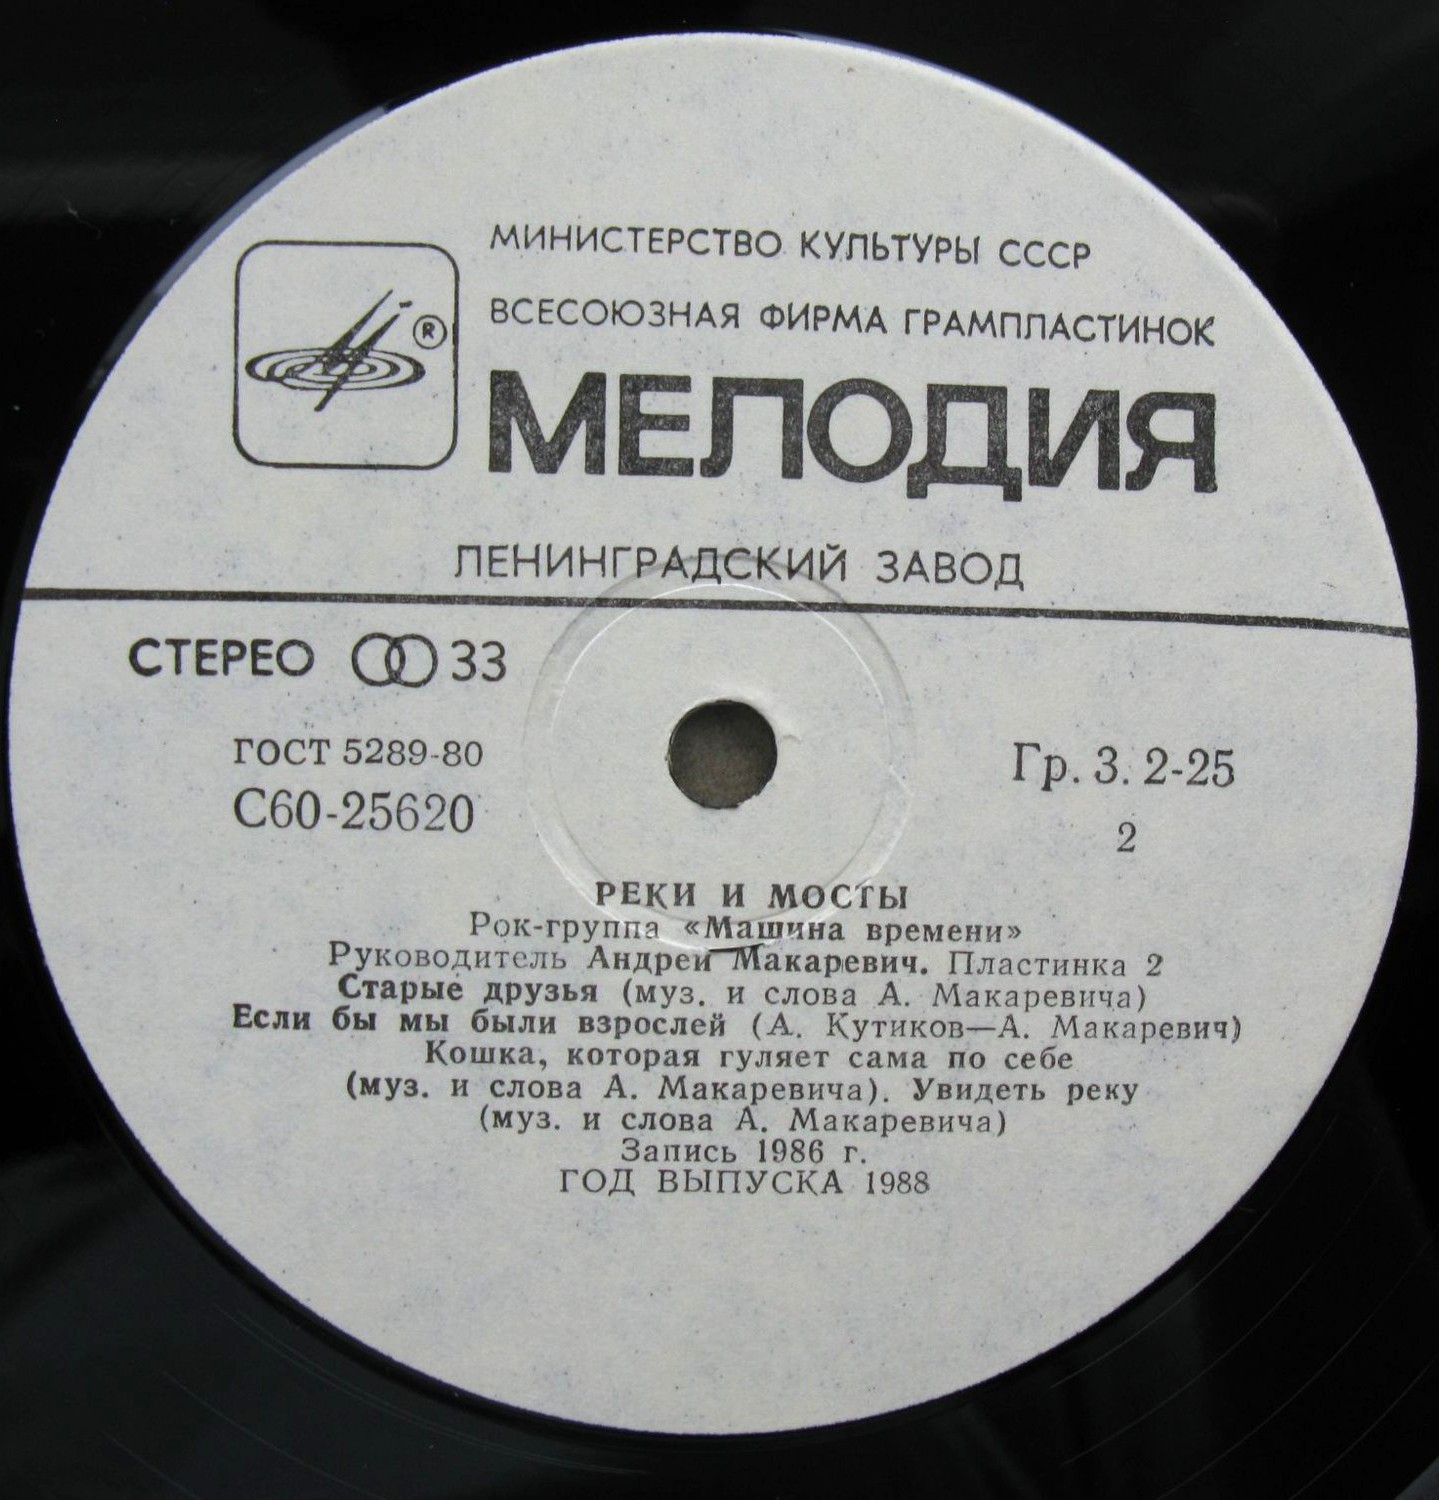 МИНИСТЕРСТВО КУЛЬТУРЫ СССР
ВСЕСОЮЗНАЯ ФИРМА ГРАМПЛАСТИНОК
®
МЕЛОДИЯ
ЛЕНИНГРАДСКИЙ ЗАВОД
СТЕРЕО 33
ГОСТ 5289-80
С60-25620
Гр. 3. 2-25
2
РЕКИ И МОСТЫ
Рок-группа «Машина времени»
Руководитель Андрей Макаревич. Пластинка 2
Старые друзья (муз. и слова А. Макаревича)
Если бы мы были взрослей (А. Кутиков—А. Макаревич)
Кошка, которая гуляет сама по себе
(муз. и слова А. Макаревича). Увидеть реку
(муз. и слова А. Макаревича)
Запись 1986 г.
ГОД ВЫПУСКА 1988